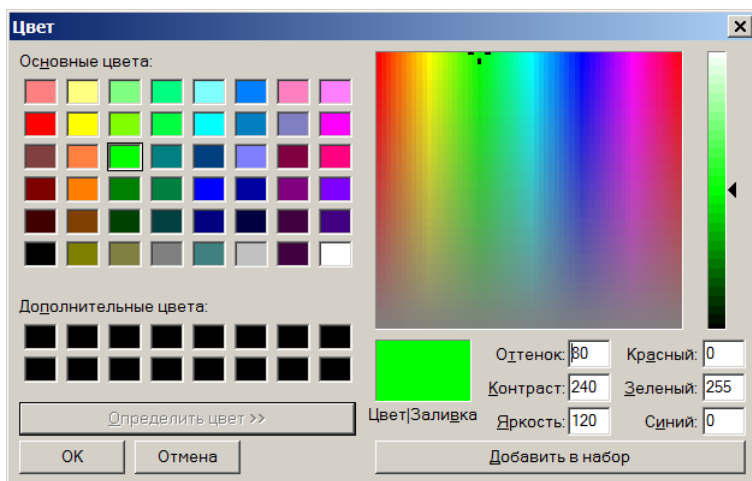 Цвет
Основные цвета:
Дополнительные цвета:
Определить цвет >>
ОК
Отмена
Цвет|Заливка
Оттенок: 80
Контраст: 240
Яркость: 120
Красный: 0
Зеленый: 255
Синий: 0
Добавить в набор